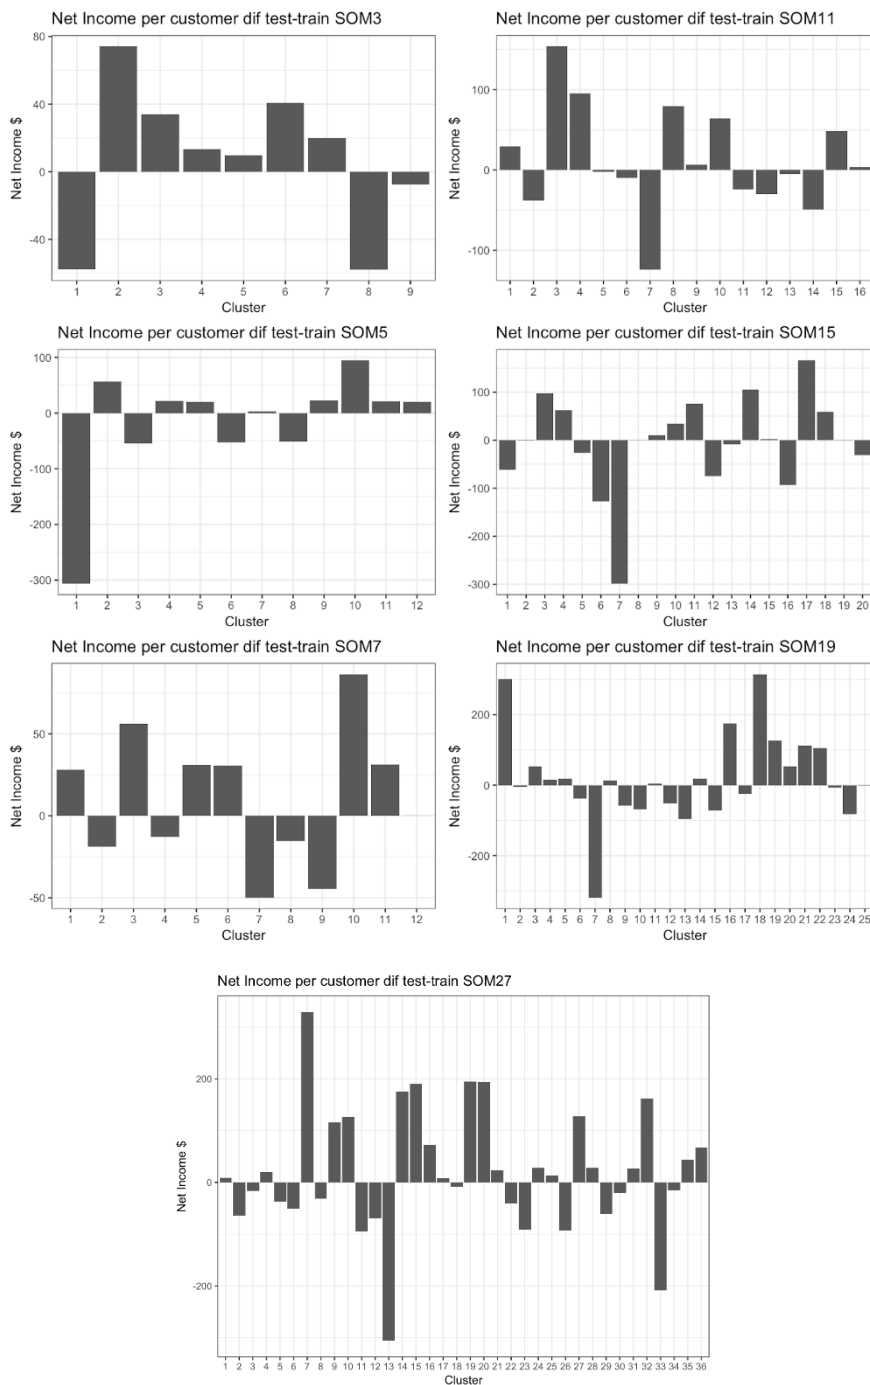 Net Income per customer dif test-train SOM3
Net Income $
80
40
0
-40
1 2 3 4 5 6 7 8 9
Cluster
Net Income per customer dif test-train SOM11
Net Income $
100
0
-100
1 2 3 4 5 6 7 8 9 10 11 12 13 14 15 16
Cluster
Net Income per customer dif test-train SOM5
Net Income $
100
0
-100
-200
-300
1 2 3 4 5 6 7 8 9 10 11 12
Cluster
Net Income per customer dif test-train SOM15
Net Income $
100
0
-100
-200
-300
1 2 3 4 5 6 7 8 9 10 11 12 13 14 15 16 17 18 19 20
Cluster
Net Income per customer dif test-train SOM7
Net Income $
50
0
-50
1 2 3 4 5 6 7 8 9 10 11 12
Cluster
Net Income per customer dif test-train SOM19
Net Income $
200
0
-200
1 2 3 4 5 6 7 8 9 10 11 12 13 14 15 16 17 18 19 20 21 22 23 24 25
Cluster
Net Income per customer dif test-train SOM27
Net Income $
200
0
-200
1 2 3 4 5 6 7 8 9 10 11 12 13 14 15 16 17 18 19 20 21 22 23 24 25 26 27 28 29 30 31 32 33 34 35 36
Cluster